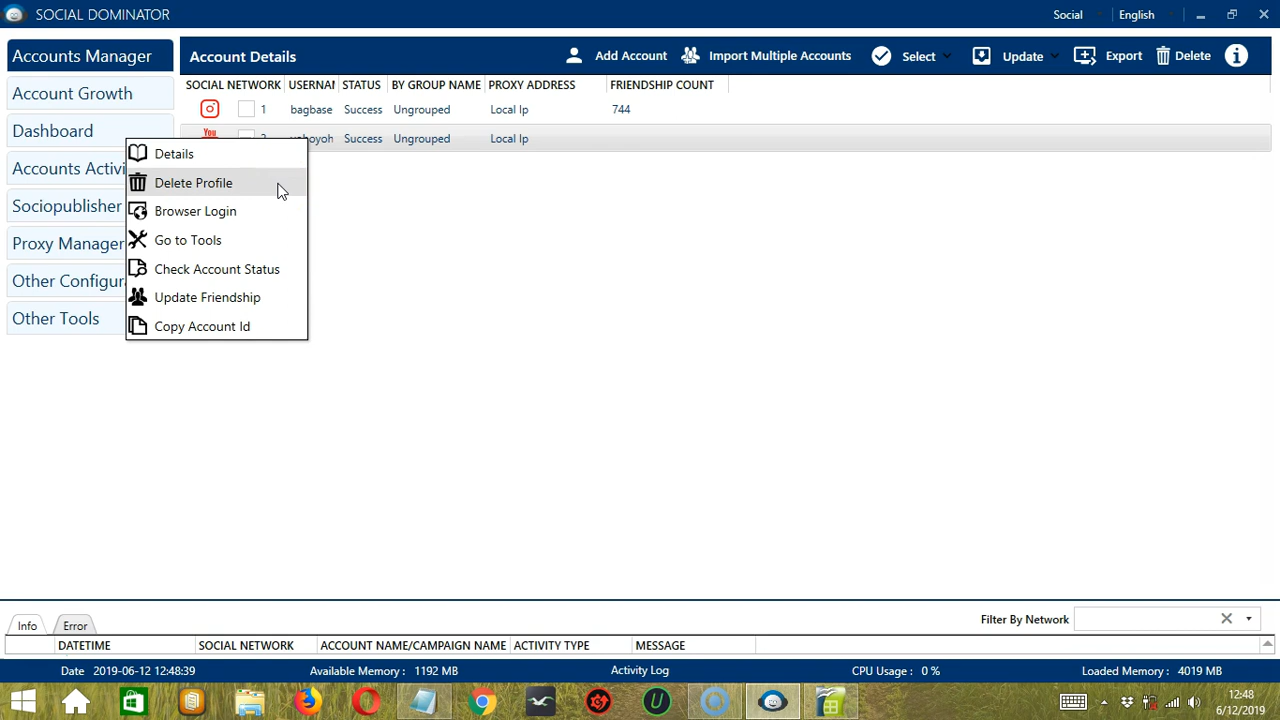 SOCIAL DOMINATOR Social English
Accounts Manager Account Details Add Account Import Multiple Accounts Select Update Export Delete
SOCIAL NETWORK USERNA STATUS BY GROUP NAME PROXY ADDRESS FRIENDSHIP COUNT
Account Growth
1 bagbase Success Ungrouped Local Ip 744
Dashboard
You Success Ungrouped Local Ip
Accounts Activi
Sociopublisher
Proxy Manager
Other Configura
Other Tools
Details
Delete Profile
Browser Login
Go to Tools
Check Account Status
Update Friendship
Copy Account Id
Info Error Filter By Network
DATETIME SOCIAL NETWORK ACCOUNT NAME/CAMPAIGN NAME ACTIVITY TYPE MESSAGE
Date 2019-06-12 12:48:39 Available Memory : 1192 MB Activity Log CPU Usage : 0 % Loaded Memory : 4019 MB
12:48
6/12/2019